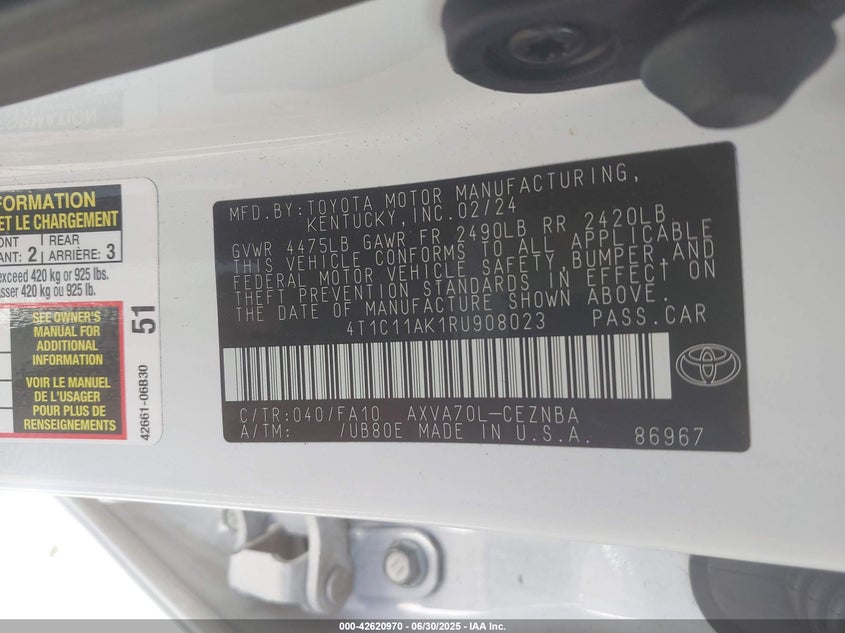 FORMATION
ET LE CHARGEMENT
ONT 2 REAR 3
ANT: ARRIÈRE:
exceed 420 kg or 925 lbs.
sser 420 kg ou 925 lb.
SEE OWNER'S
MANUAL FOR
ADDITIONAL
INFORMATION
VOIR LE MANUEL
DE L'USAGER
POUR PLUS DE
RENSEIGNEMENTS
51
42661-06B30
MFD.BY:TOYOTA MOTOR MANUFACTURING,
KENTUCKY,INC.02/24
GVWR 4475LB GAWR FR 2490LB RR 2420LB
THIS VEHICLE CONFORMS TO ALL APPLICABLE
FEDERAL MOTOR VEHICLE SAFETY,BUMPER,AND
THEFT PREVENTION STANDARDS IN EFFECT ON
THE DATE OF MANUFACTURE SHOWN ABOVE.
4T1C11AK1RU908023 PASS.CAR
C/TR:040/FA10 AXVA70L-CEZNBA
A/TM: /UB80E MADE IN U.S.A. 86967
000-42620970 - 06/30/2025 - IAA Inc.